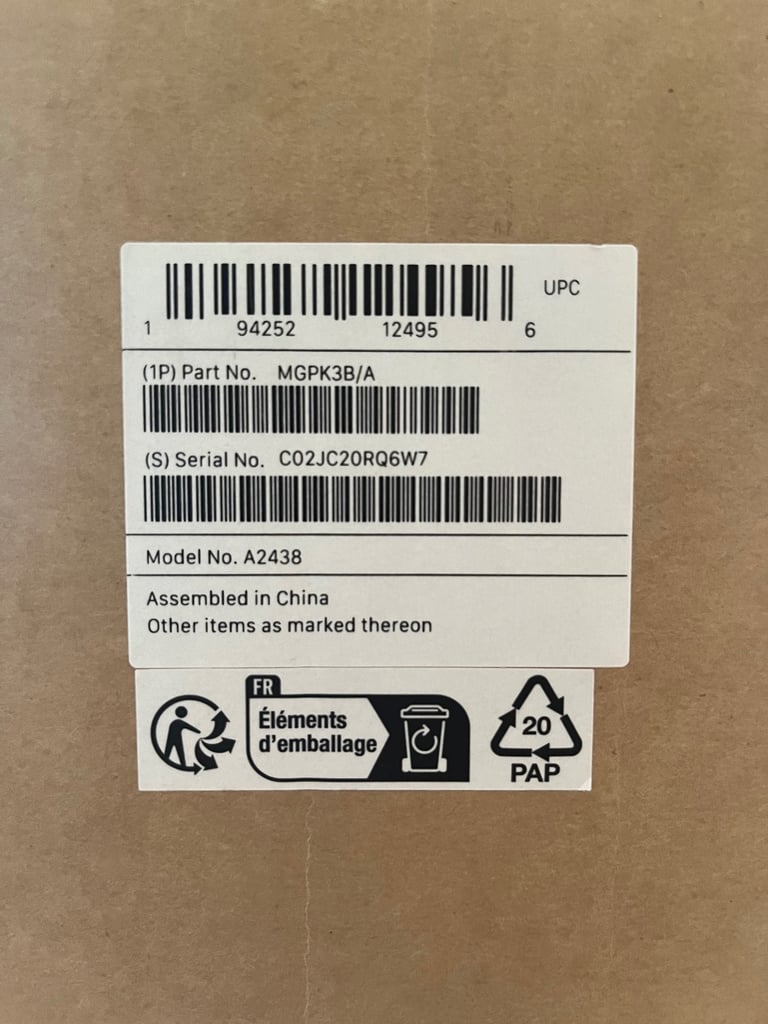 UPC
1 94252 12495 6
(1P) Part No. MGPK3B/A
(S) Serial No. C02JC20RQ6W7
Model No. A2438
Assembled in China
Other items as marked thereon
FR
Éléments
d'emballage
20
PAP